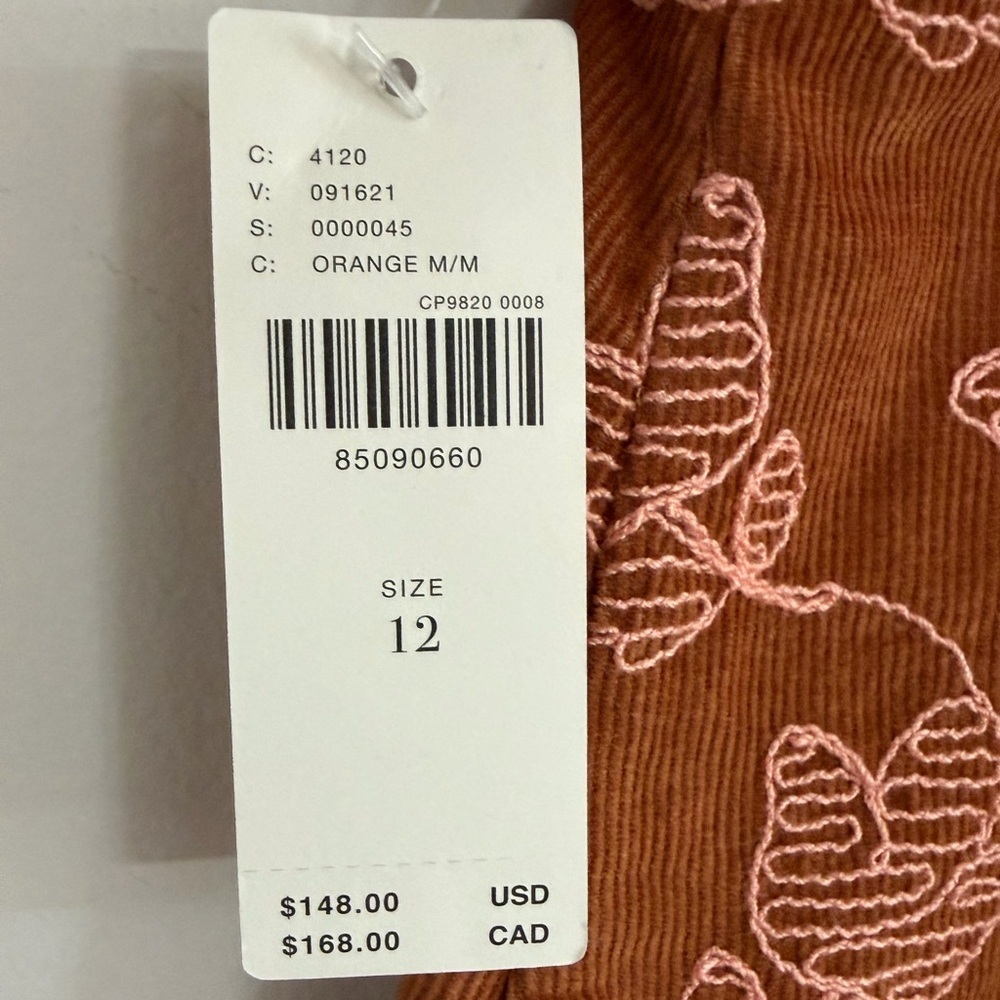 C: 4120
V: 091621
S: 0000045
C: ORANGE M/M
CP9820 0008
85090660
SIZE
12
$148.00 USD
$168.00 CAD